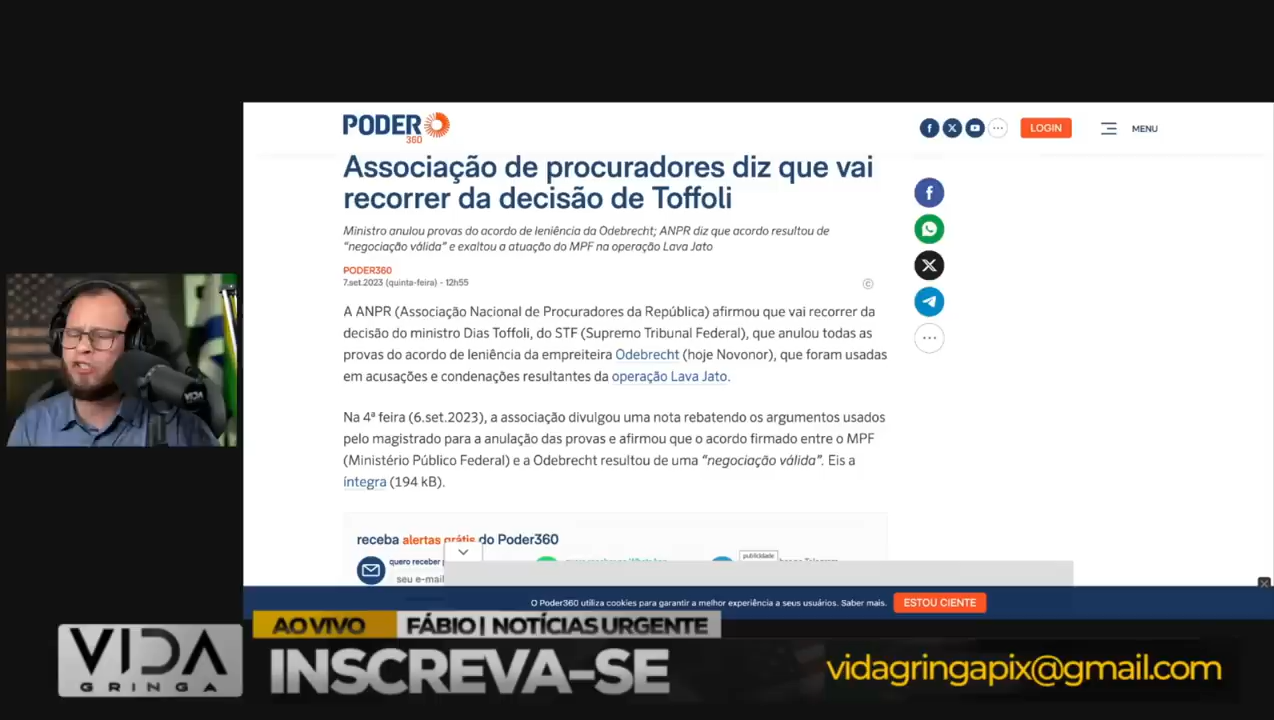 PODER
360
LOGIN
MENU
Associação de procuradores diz que vai
recorrer da decisão de Toffoli
Ministro anulou provas do acordo de leniência da Odebrecht; ANPR diz que acordo resultou de
“negociação válida” e exaltou a atuação do MPF na operação Lava Jato
PODER360
7.set.2023 (quinta-feira) - 12h55
A ANPR (Associação Nacional de Procuradores da República) afirmou que vai recorrer da
decisão do ministro Dias Toffoli, do STF (Supremo Tribunal Federal), que anulou todas as
provas do acordo de leniência da empreiteira Odebrecht (hoje Novonor), que foram usadas
em acusações e condenações resultantes da operação Lava Jato.
Na 4ª feira (6.set.2023), a associação divulgou uma nota rebatendo os argumentos usados
pelo magistrado para a anulação das provas e afirmou que o acordo firmado entre o MPF
(Ministério Público Federal) e a Odebrecht resultou de uma “negociação válida”. Eis a
íntegra (194 kB).
receba alertas grátis do Poder360
quero receber
publicidade
seu e-mail
O Poder360 utiliza cookies para garantir a melhor experiência a seus usuários. Saber mais.
ESTOU CIENTE
AO VIVO
FÁBIO | NOTÍCIAS URGENTE
VIDA
GRINGA
INSCREVA-SE
vidagringapix@gmail.com